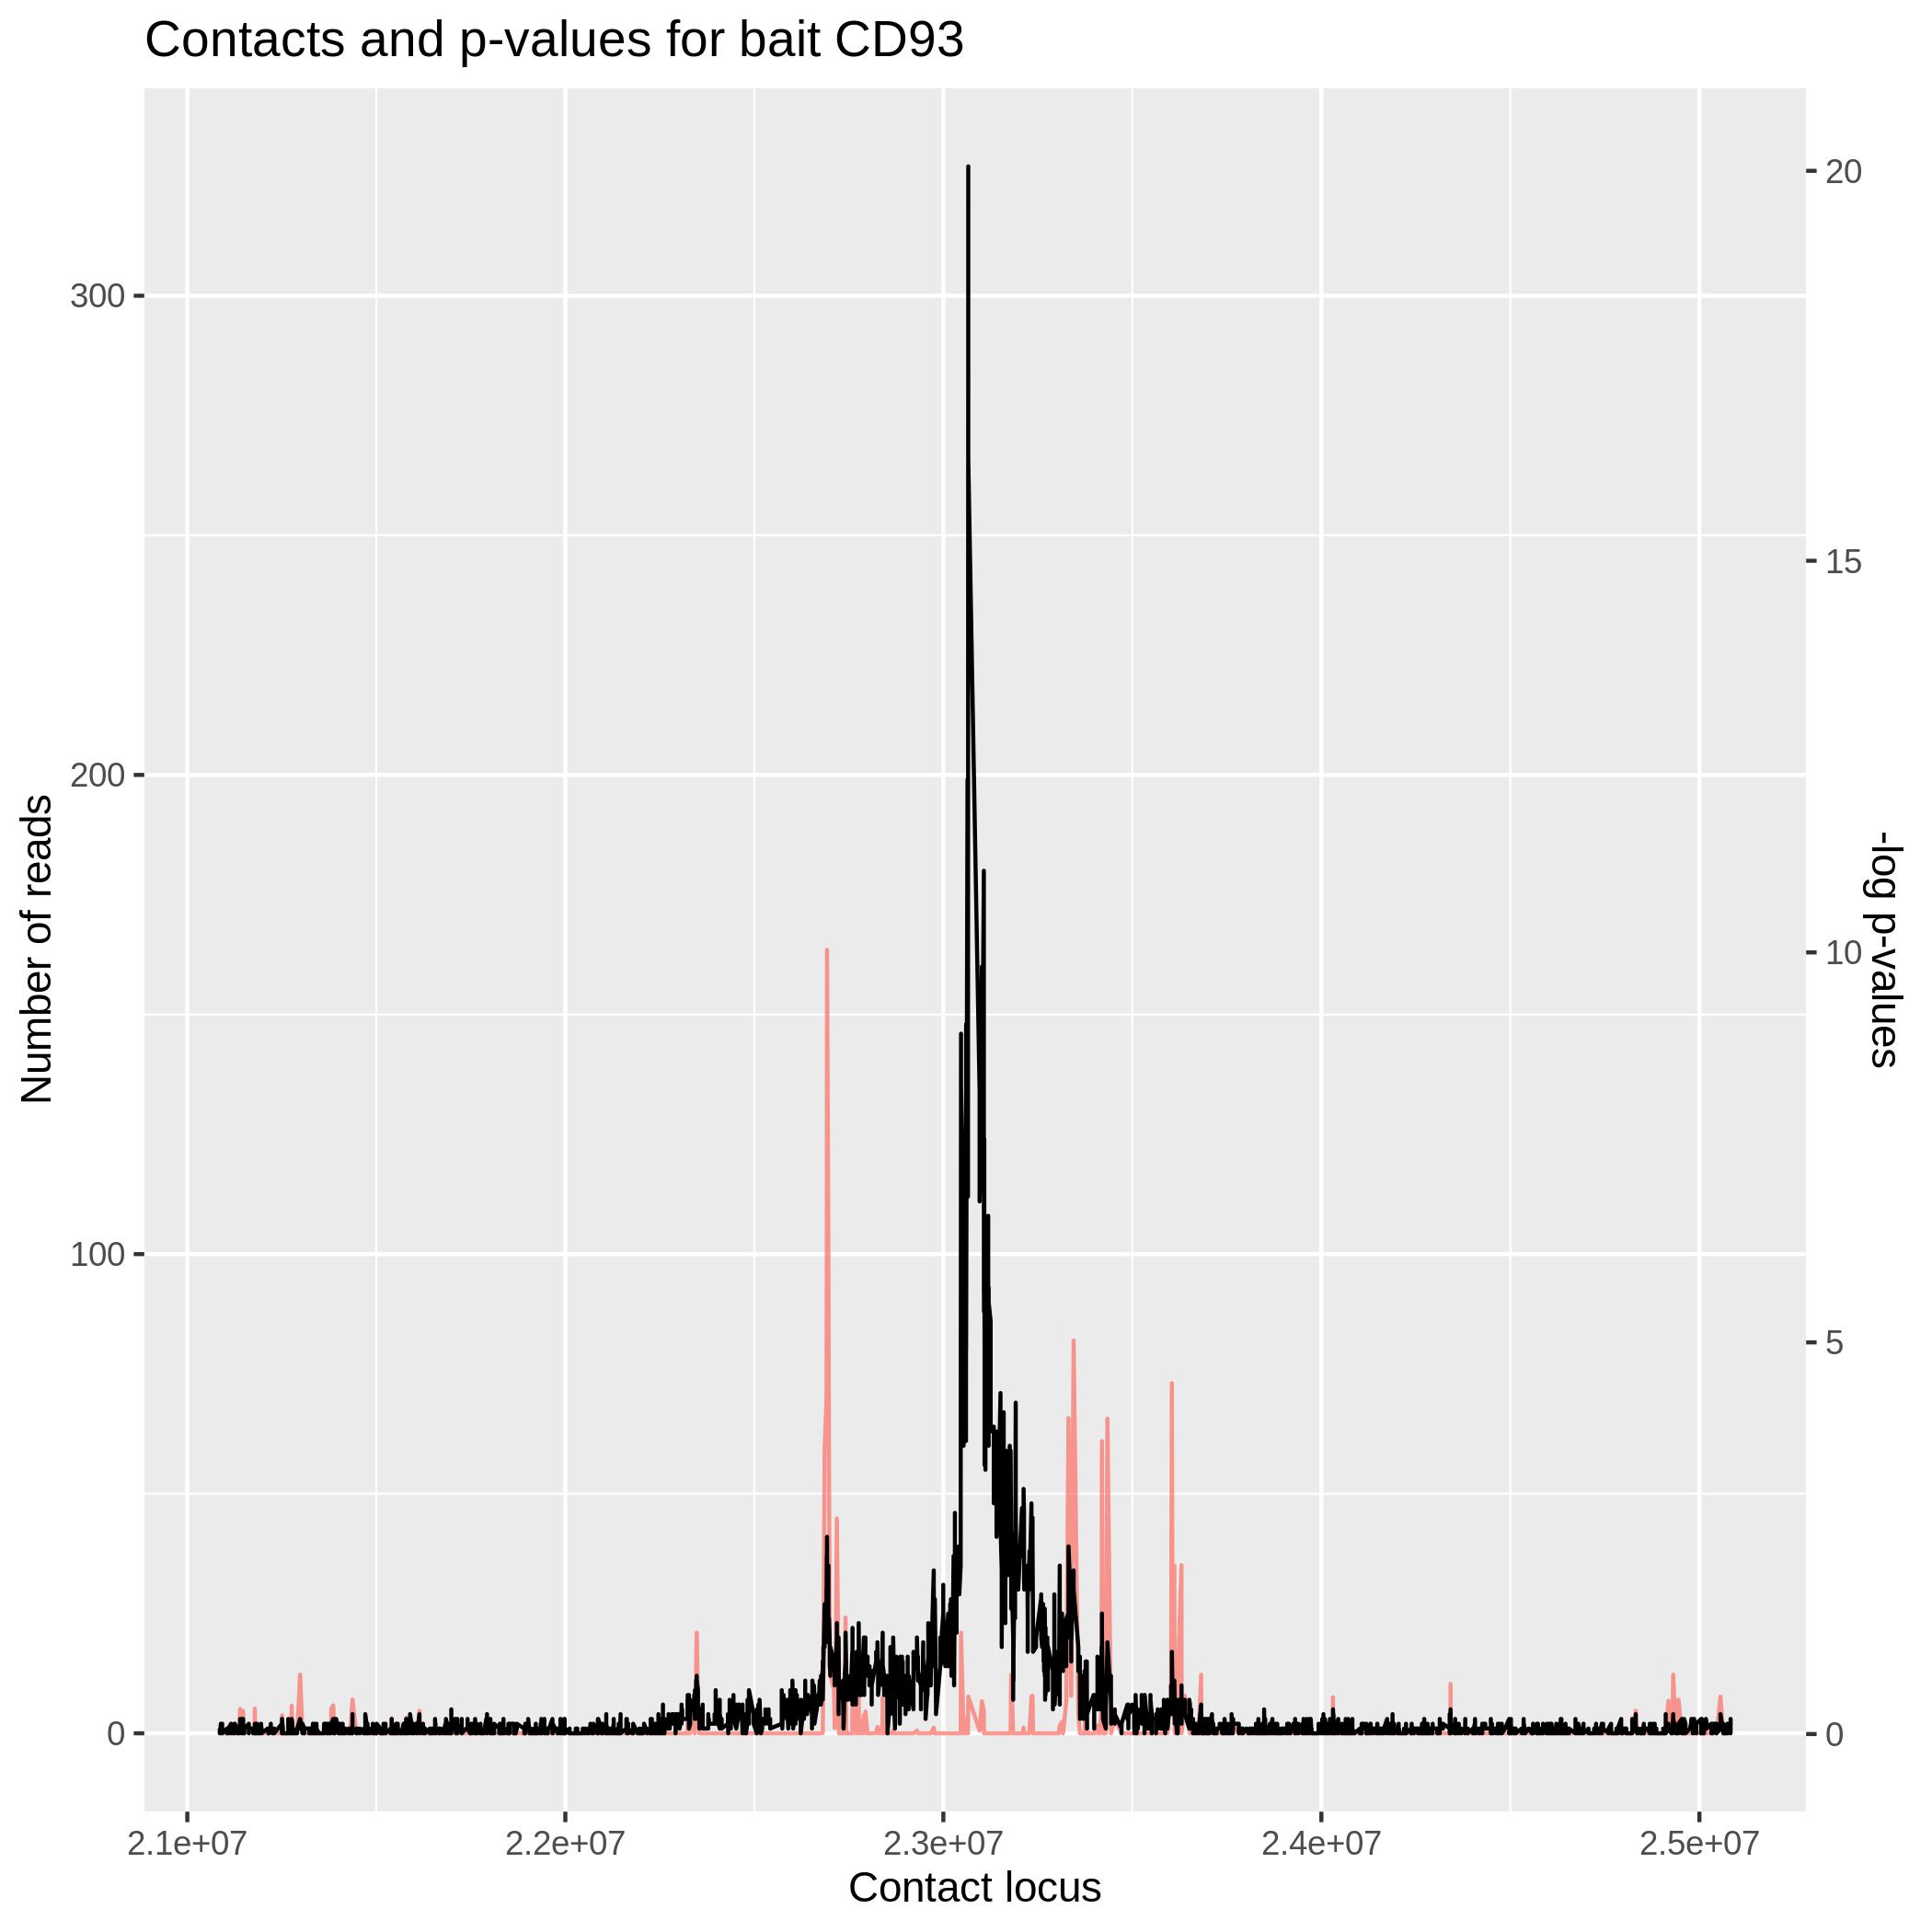 Contacts and p-values for bait CD93
Number of reads
300
200
100
0
20
15
10
5
0
-log p-values
2.1e+07 2.2e+07 2.3e+07 2.4e+07 2.5e+07
Contact locus